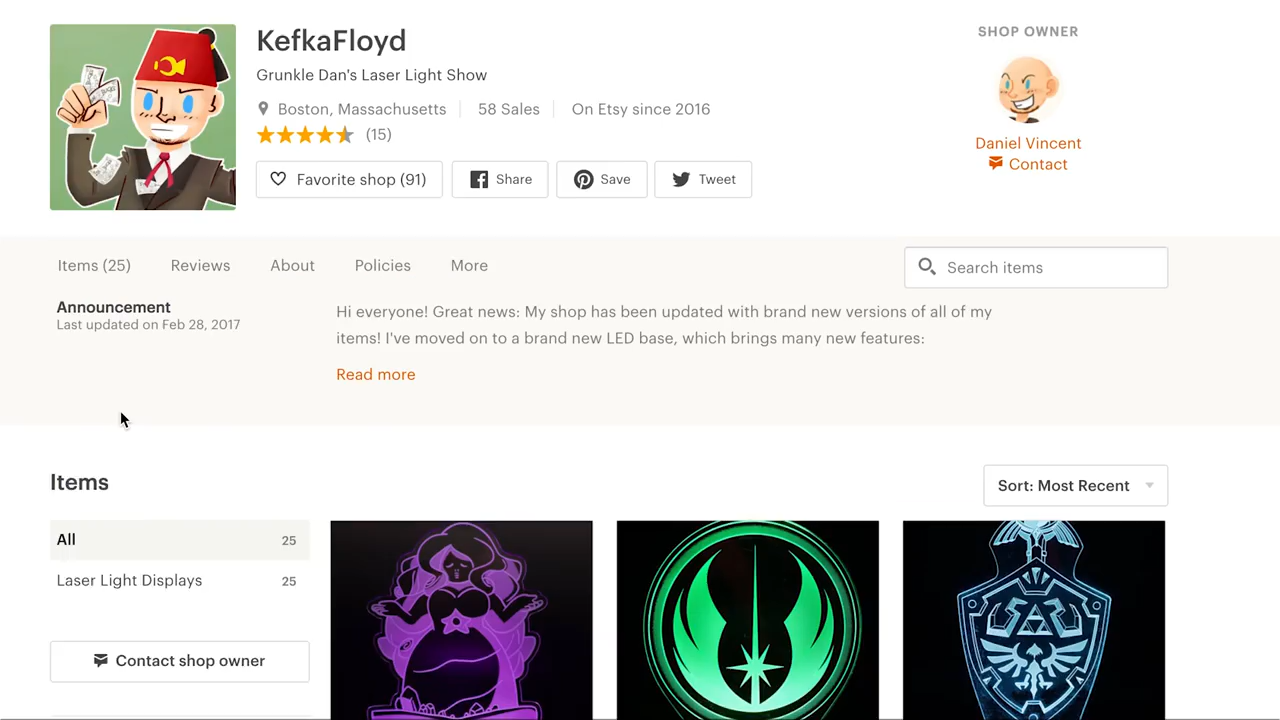 KefkaFloyd
Grunkle Dan's Laser Light Show
Boston, Massachusetts 58 Sales On Etsy since 2016
(15)
Favorite shop (91) Share Save Tweet
SHOP OWNER
Daniel Vincent
Contact
Items (25) Reviews About Policies More
Search items
Announcement
Last updated on Feb 28, 2017
Hi everyone! Great news: My shop has been updated with brand new versions of all of my
items! I've moved on to a brand new LED base, which brings many new features:
Read more
Items
Sort: Most Recent
All 25
Laser Light Displays 25
Contact shop owner